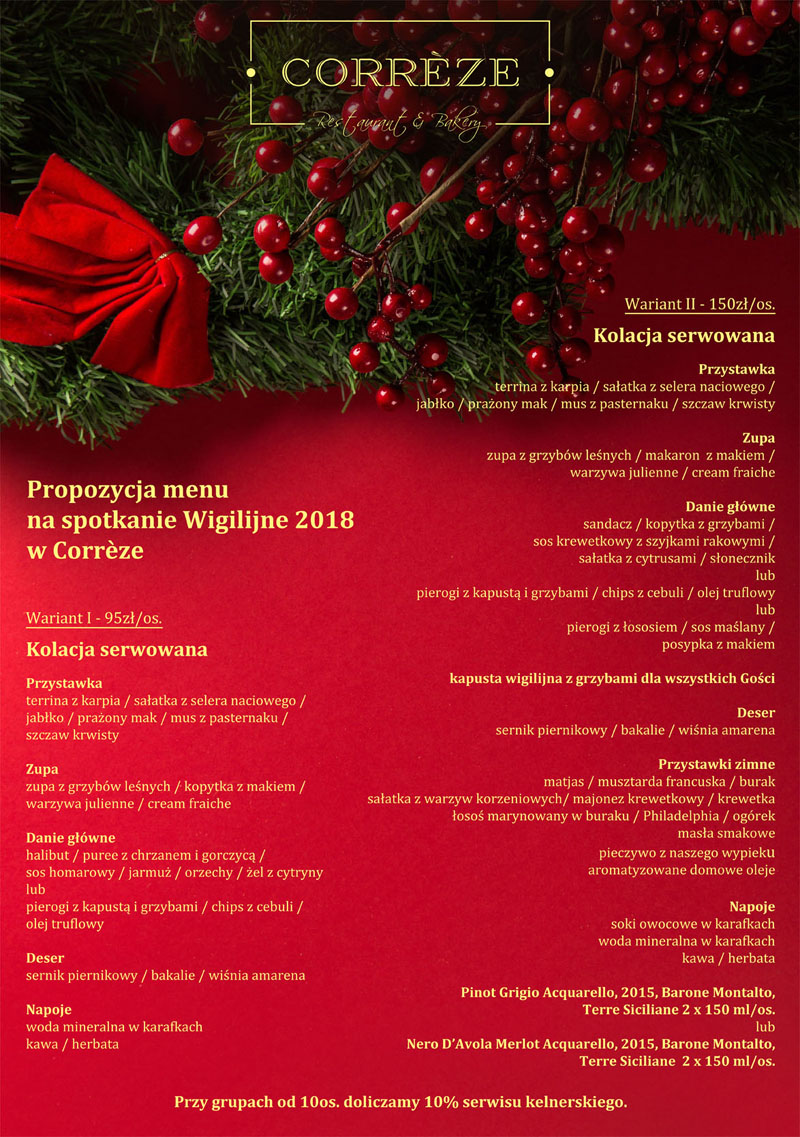 CORRÈZE
Restaurant & Bakery
Propozycja menu
na spotkanie Wigilijne 2018
w Corrèze
Wariant I - 95zł/os.
Kolacja serwowana
Przystawka
terrina z karpia / sałatka z selera naciowego /
jabłko / prażony mak / mus z pasternaku /
szczaw krwisty
Zupa
zupa z grzybów leśnych / kopytka z makiem /
warzywa julienne / cream fraiche
Danie główne
halibut / puree z chrzanem i gorczycą /
sos homarowy / jarmuż / orzechy / żel z cytryny
lub
pierogi z kapustą i grzybami / chips z cebuli /
olej truflowy
Deser
sernik piernikowy / bakalie / wiśnia amarena
Napoje
woda mineralna w karafkach
kawa / herbata
Wariant II - 150zł/os.
Kolacja serwowana
Przystawka
terrina z karpia / sałatka z selera naciowego /
jabłko / prażony mak / mus z pasternaku / szczaw krwisty
Zupa
zupa z grzybów leśnych / makaron z makiem /
warzywa julienne / cream fraiche
Danie główne
sandacz / kopytka z grzybami /
sos krewetkowy z szyjkami rakowymi /
sałatka z cytrusami / słonecznik
lub
pierogi z kapustą i grzybami / chips z cebuli / olej truflowy
lub
pierogi z łososiem / sos maślany /
posypka z makiem
kapusta wigilijna z grzybami dla wszystkich Gości
Deser
sernik piernikowy / bakalie / wiśnia amarena
Przystawki zimne
matjas / musztarda francuska / burak
sałatka z warzyw korzeniowych/ majonez krewetkowy / krewetka
łosoś marynowany w buraku / Philadelphia / ogórek
masła smakowe
pieczywo z naszego wypieku
aromatyzowane domowe oleje
Napoje
soki owocowe w karafkach
woda mineralna w karafkach
kawa / herbata
Pinot Grigio Acquarello, 2015, Barone Montalto,
Terre Siciliane 2 x 150 ml/os.
lub
Nero D’Avola Merlot Acquarello, 2015, Barone Montalto,
Terre Siciliane 2 x 150 ml/os.
Przy grupach od 10os. doliczamy 10% serwisu kelnerskiego.